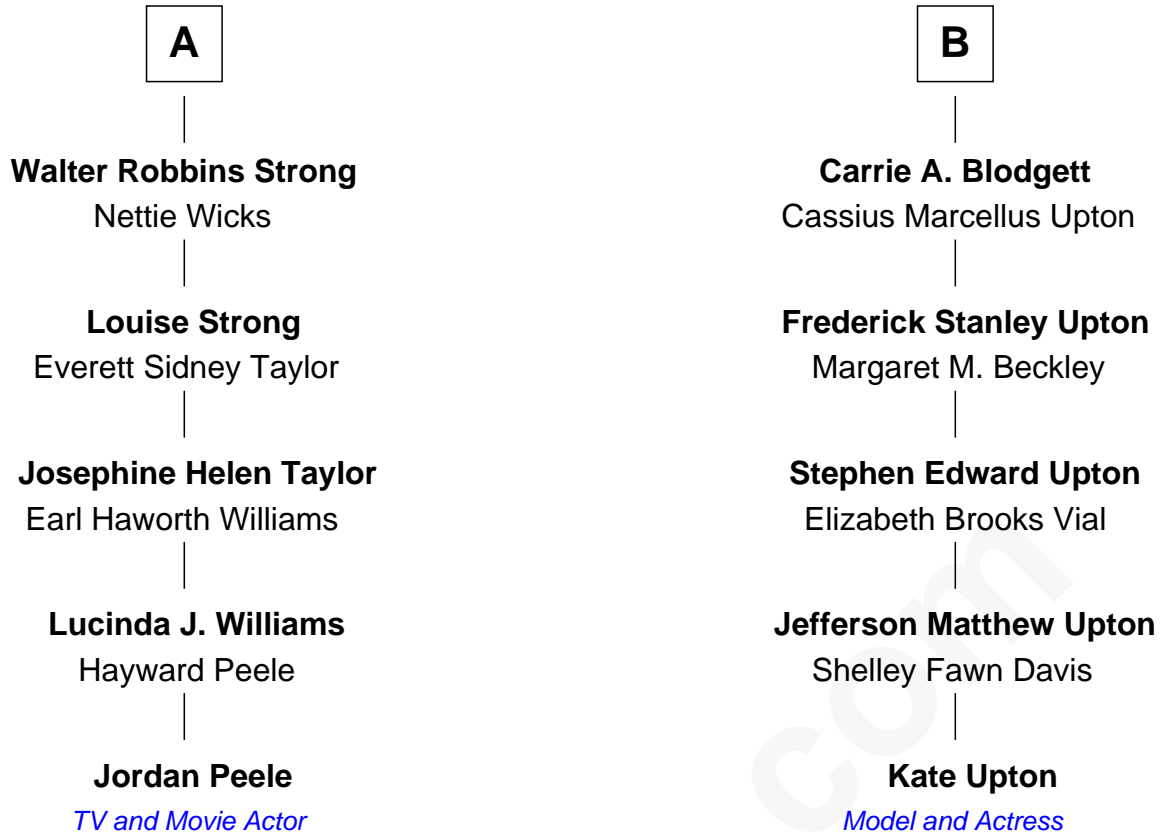 A
B
Walter Robbins Strong
Nettie Wicks
Carrie A. Blodgett
Cassius Marcellus Upton
Louise Strong
Everett Sidney Taylor
Frederick Stanley Upton
Margaret M. Beckley
Josephine Helen Taylor
Earl Haworth Williams
Stephen Edward Upton
Elizabeth Brooks Vial
Lucinda J. Williams
Hayward Peele
Jefferson Matthew Upton
Shelley Fawn Davis
Jordan Peele
TV and Movie Actor
Kate Upton
Model and Actress
com